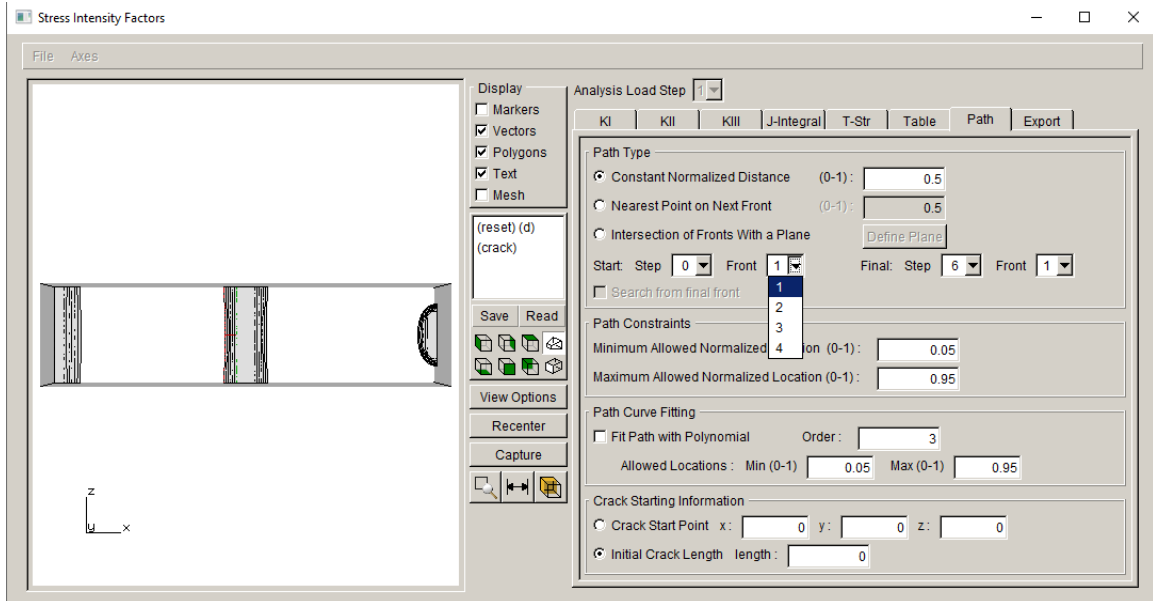 Stress Intensity Factors
File Axes
Display
Markers
Vectors
Polygons
Text
Mesh
(reset) (d)
(crack)
Save Read
View Options
Recenter
Capture
z
y x
Analysis Load Step 1
KI KII KIII J-Integral T-Str Table Path Export
Path Type
Constant Normalized Distance (0-1) : 0.5
Nearest Point on Next Front (0-1) : 0.5
Intersection of Fronts With a Plane Define Plane
Start: Step 0 Front 1 Final: Step 6 Front 1
Search from final front
1
2
3
4
Path Constraints
Minimum Allowed Normalized ion (0-1) : 0.05
Maximum Allowed Normalized Location (0-1) : 0.95
Path Curve Fitting
Fit Path with Polynomial Order : 3
Allowed Locations : Min (0-1) 0.05 Max (0-1) 0.95
Crack Starting Information
Crack Start Point x : 0 y : 0 z : 0
Initial Crack Length length : 0